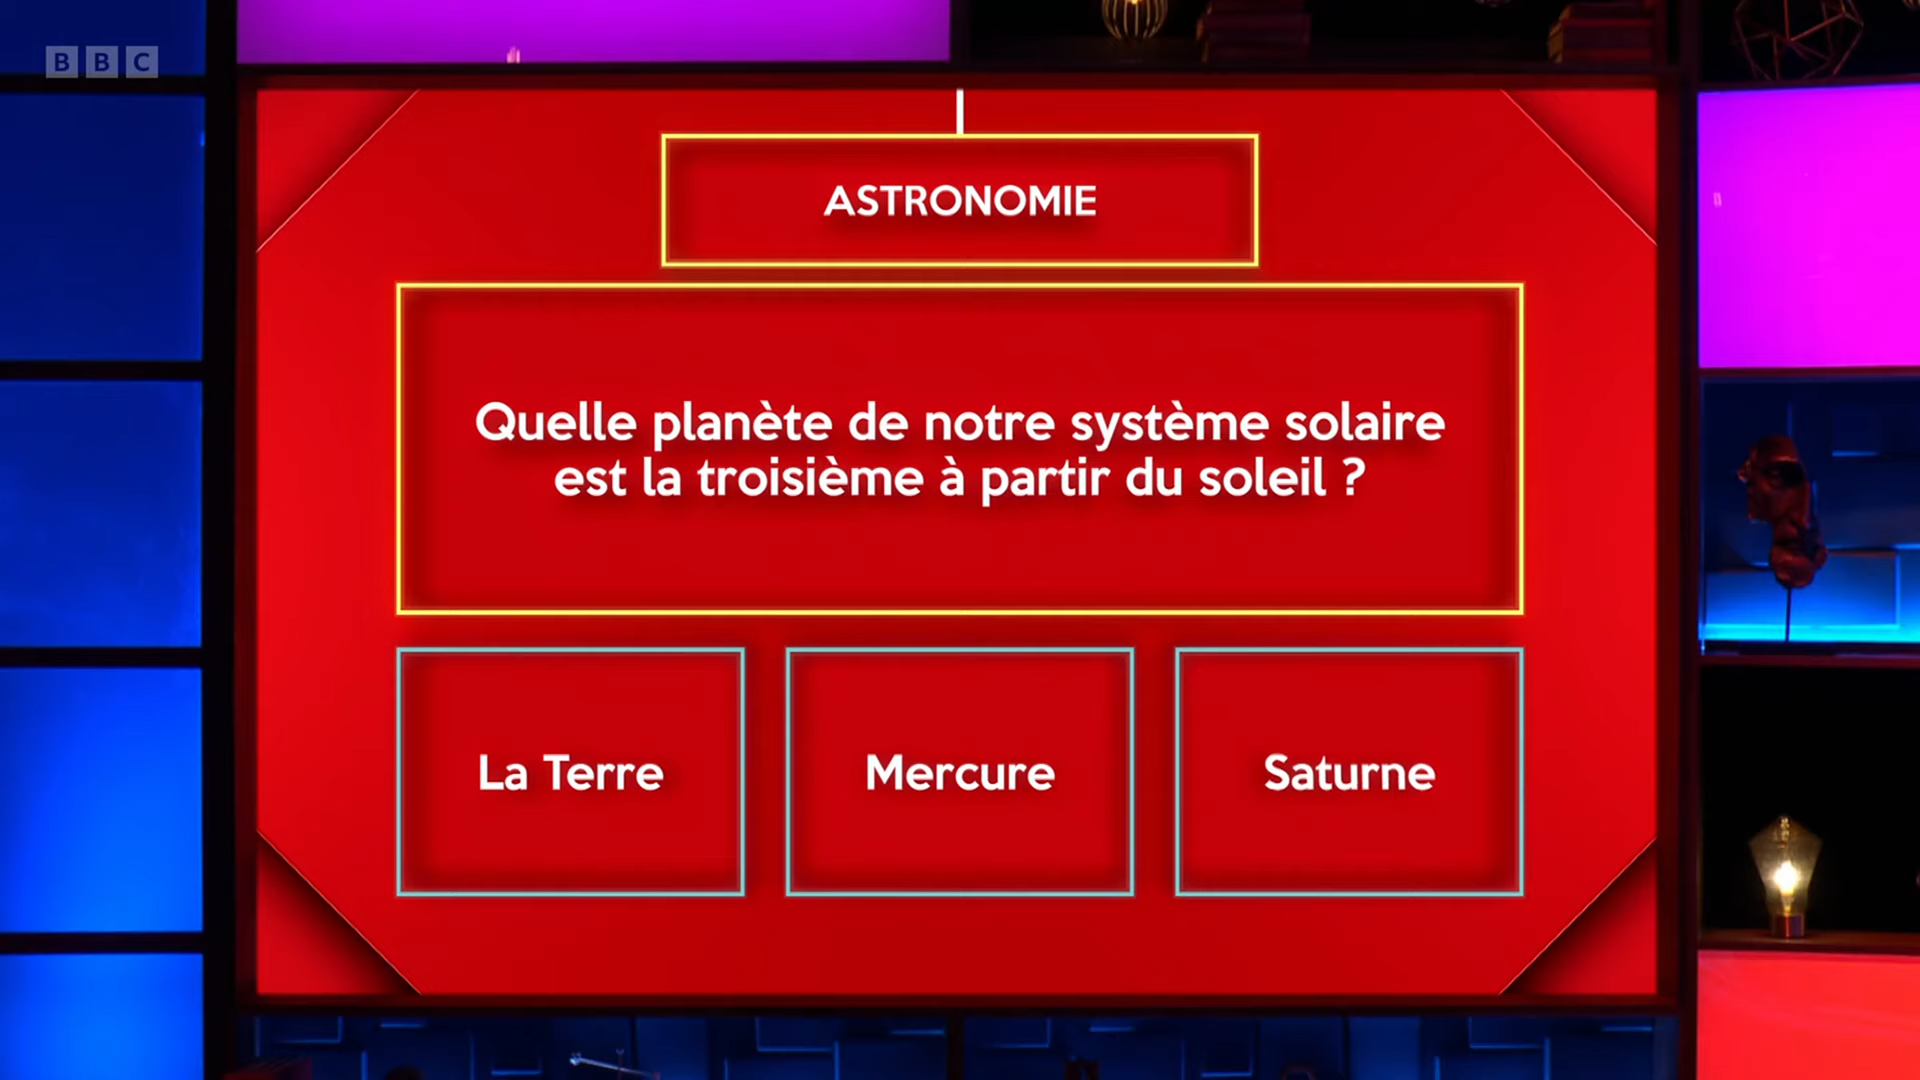 BBC
ASTRONOMIE
Quelle planète de notre système solaire
est la troisième à partir du soleil ?
La Terre
Mercure
Saturne